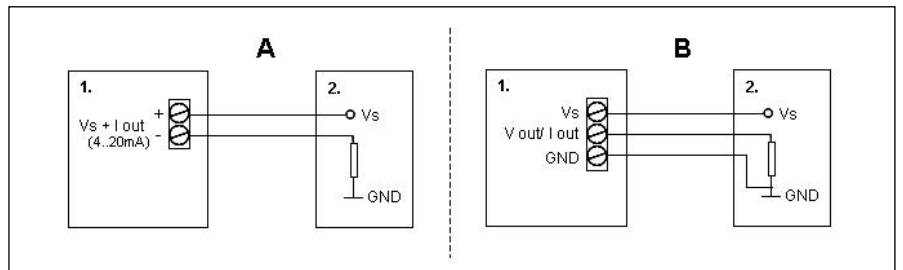 A
1.
+
Vs + I out
-
(4..20mA)
2.
Vs
GND
B
1.
Vs
V out/ I out
GND
2.
Vs
GND